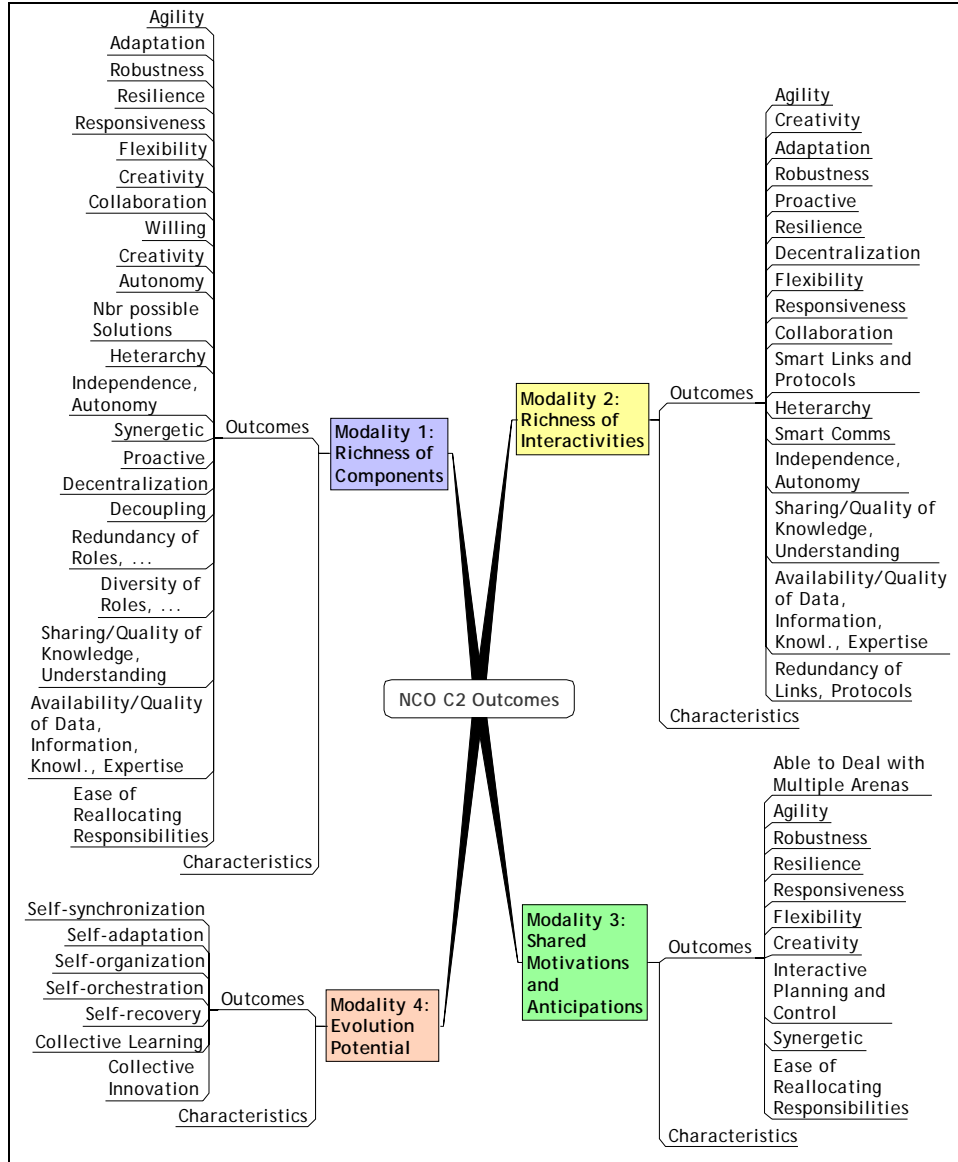 Agility
Adaptation
Robustness
Resilience
Responsiveness
Flexibility
Creativity
Collaboration
Willing
Creativity
Autonomy
Nbr possible
Solutions
Heterarchy
Independence,
Autonomy
Synergetic
Proactive
Decentralization
Decoupling
Redundancy of
Roles, ...
Diversity of
Roles, ...
Sharing/Quality of
Knowledge,
Understanding
Availability/Quality
of Data,
Information,
Knowl., Expertise
Ease of
Reallocating
Responsibilities
Outcomes
Characteristics
Modality 1:
Richness of
Components
Modality 2:
Richness of
Interactivities
Outcomes
Agility
Creativity
Adaptation
Robustness
Proactive
Resilience
Decentralization
Flexibility
Responsiveness
Collaboration
Smart Links and
Protocols
Heterarchy
Smart Comms
Independence,
Autonomy
Sharing/Quality of
Knowledge,
Understanding
Availability/Quality
of Data,
Information,
Knowl., Expertise
Redundancy of
Links, Protocols
Characteristics
NCO C2 Outcomes
Self-synchronization
Self-adaptation
Self-organization
Self-orchestration
Self-recovery
Collective Learning
Collective
Innovation
Outcomes
Characteristics
Modality 4:
Evolution
Potential
Modality 3:
Shared
Motivations
and
Anticipations
Outcomes
Able to Deal with
Multiple Arenas
Agility
Robustness
Resilience
Responsiveness
Flexibility
Creativity
Interactive
Planning and
Control
Synergetic
Ease of
Reallocating
Responsibilities
Characteristics